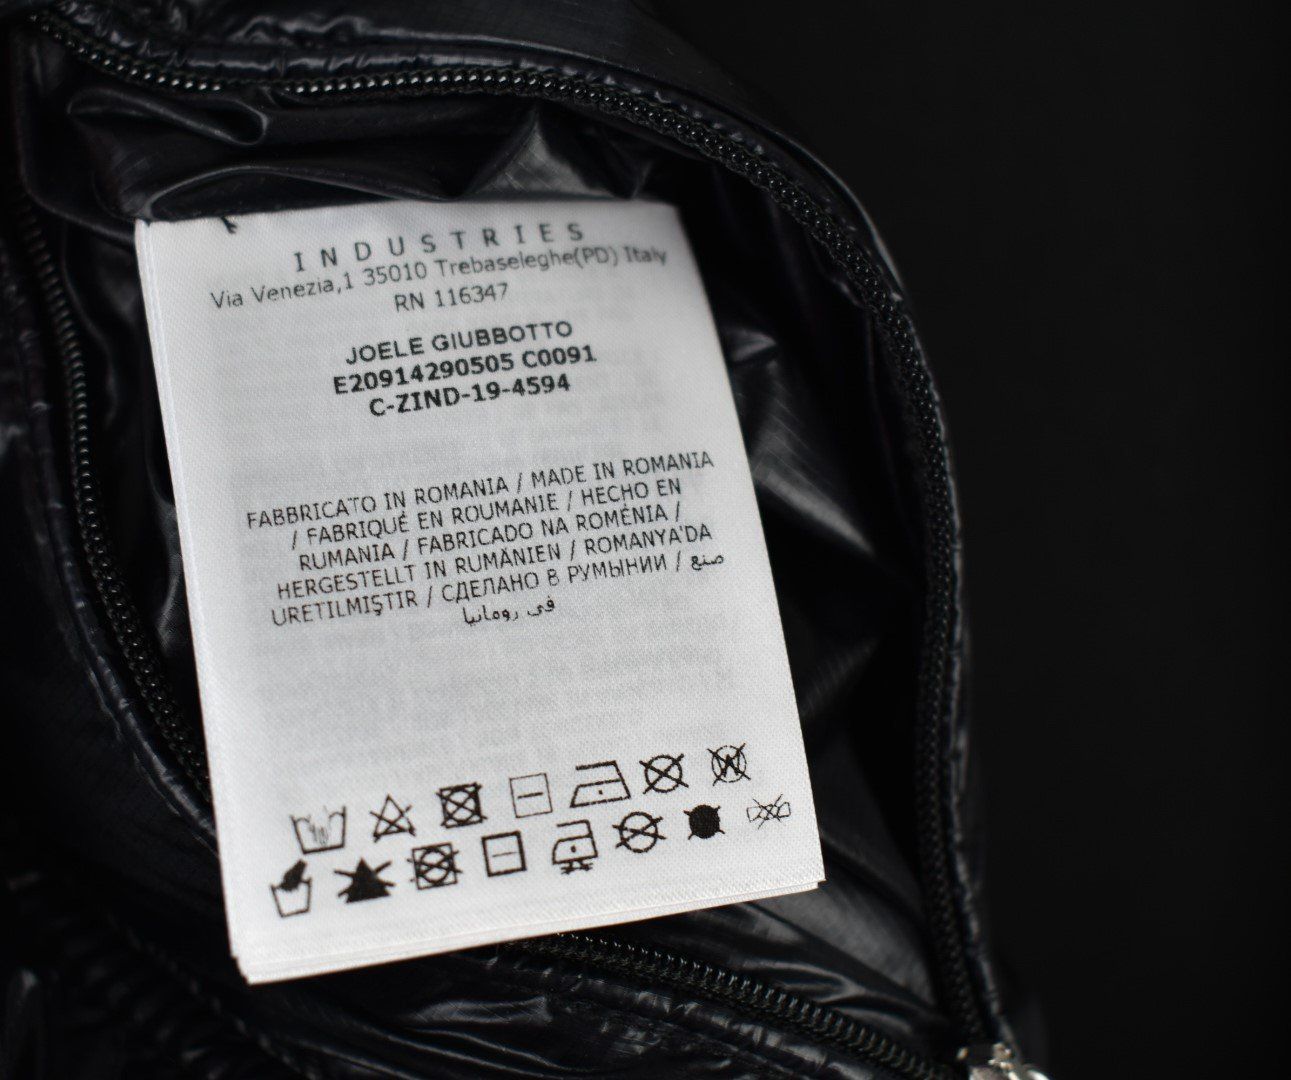 INDUSTRIES
Via Venezia,1 35010 Trebaseleghe(PD) Italy
RN 116347
JOELE GIUBBOTTO
E20914290505 C0091
C-ZIND-19-4594
FABBRICATO IN ROMANIA / MADE IN ROMANIA
/ FABRIQUÉ EN ROUMANIE / HECHO EN
RUMANIA / FABRICADO NA ROMÉNIA /
HERGESTELLT IN RUMÄNIEN / ROMANYA'DA
URETILMIŞTIR / СДЕЛАНО В РУМЫНИИ / صنع
في رومانيا